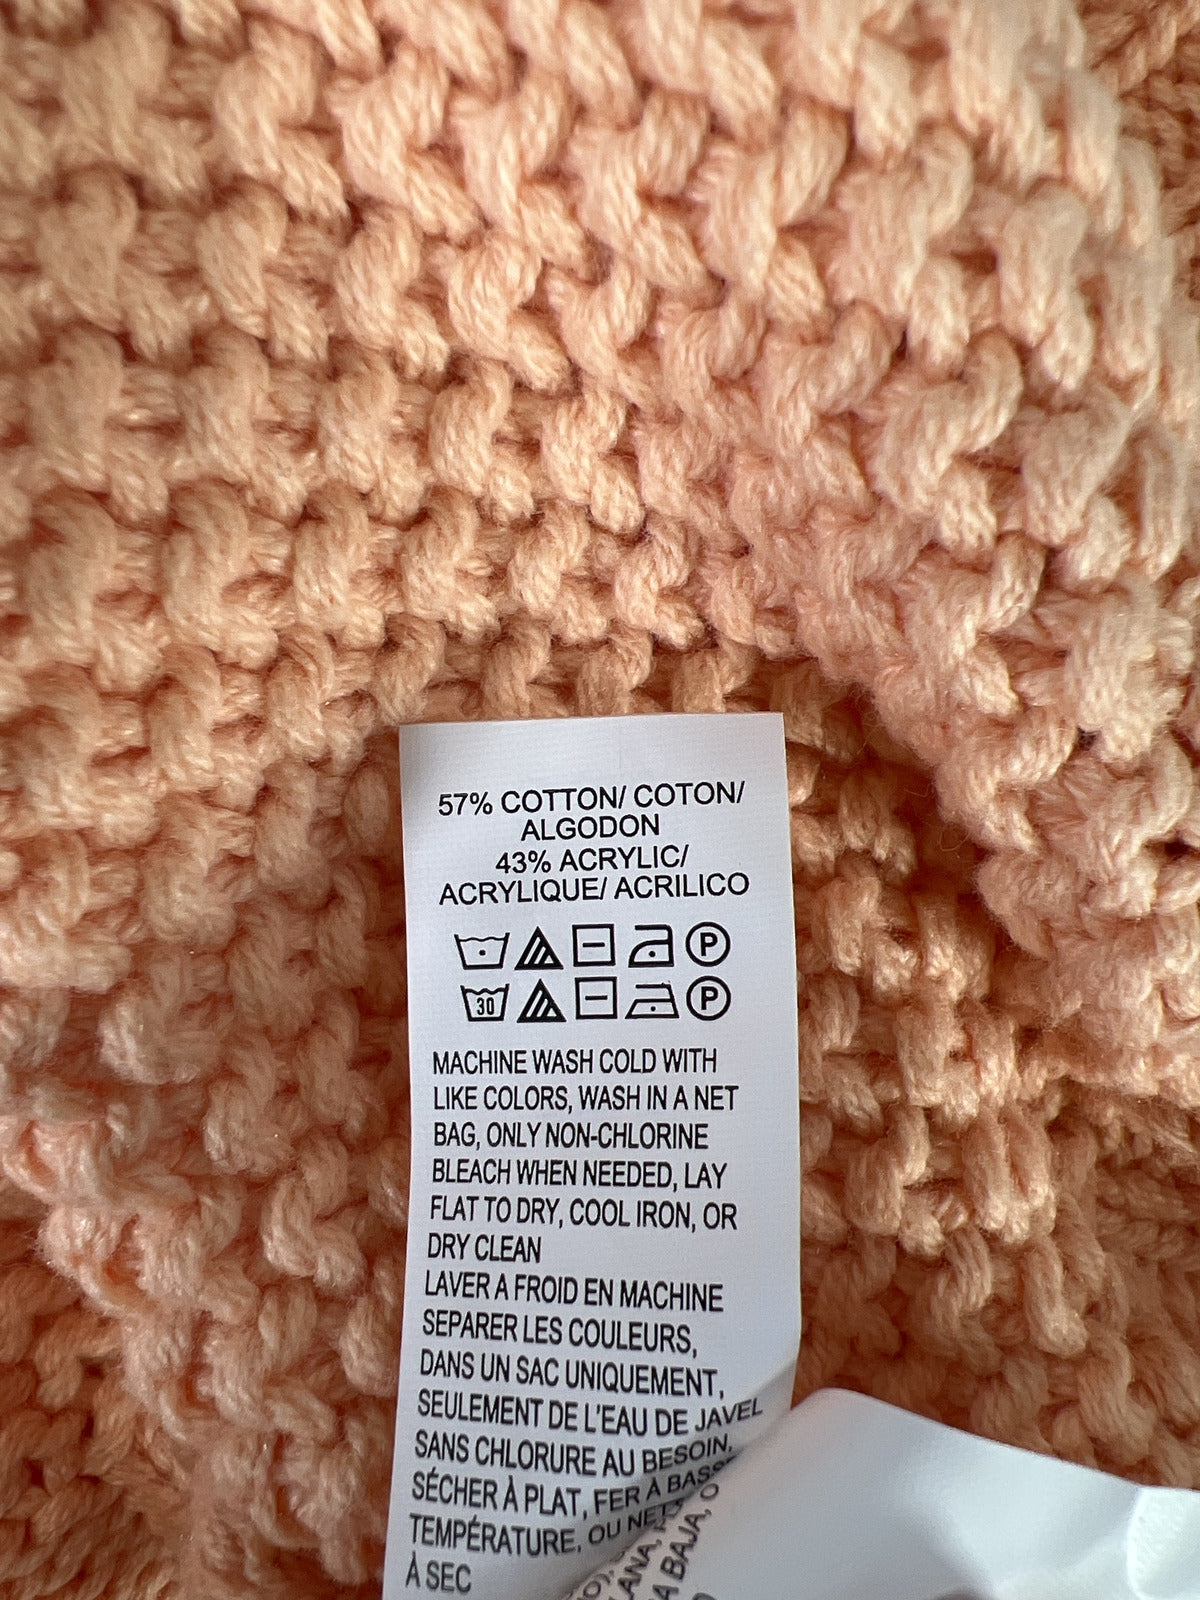 57% COTTON/ COTON/
ALGODON
43% ACRYLIC/
ACRYLIQUE/ ACRILICO
P
30 P
MACHINE WASH COLD WITH
LIKE COLORS, WASH IN A NET
BAG, ONLY NON-CHLORINE
BLEACH WHEN NEEDED, LAY
FLAT TO DRY, COOL IRON, OR
DRY CLEAN
LAVER A FROID EN MACHINE
SEPARER LES COULEURS,
DANS UN SAC UNIQUEMENT,
SEULEMENT DE L'EAU DE JAVEL
SANS CHLORURE AU BESOIN,
SÉCHER À PLAT, FER À
TEMPÉRATURE, OU
À SEC
BAJA,